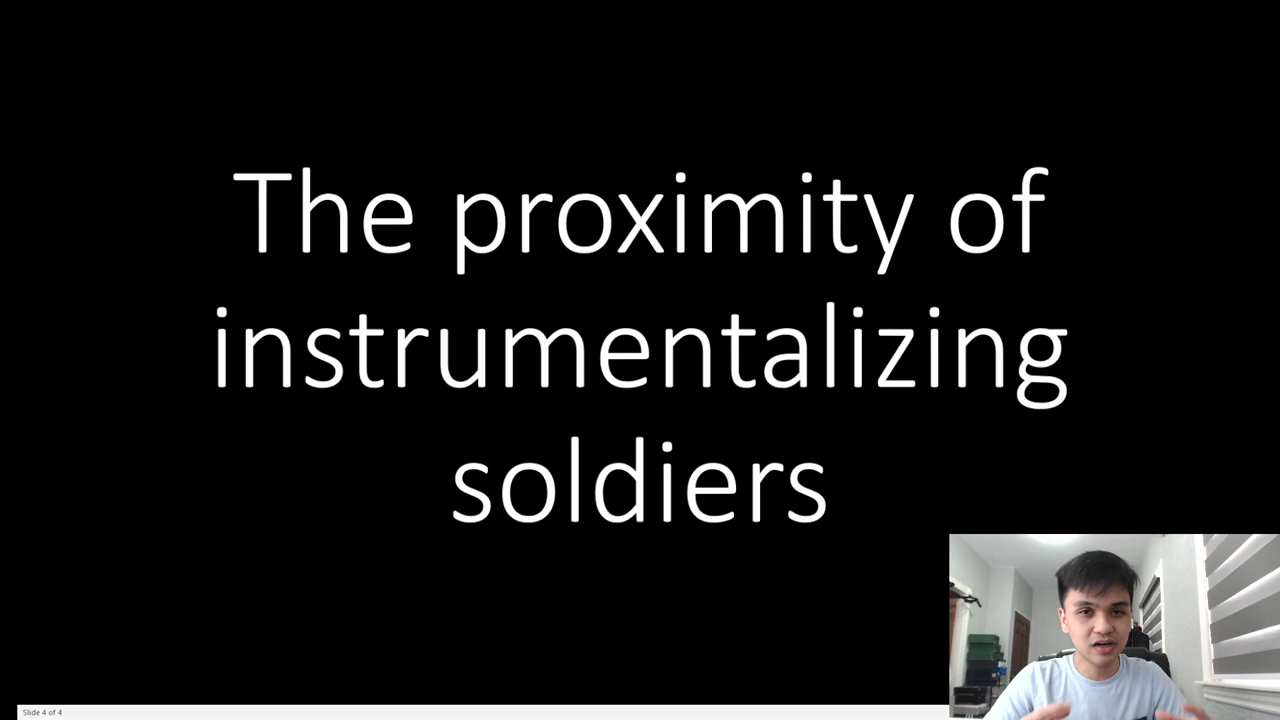 The proximity of
instrumentalizing
soldiers
Slide 4 of 4